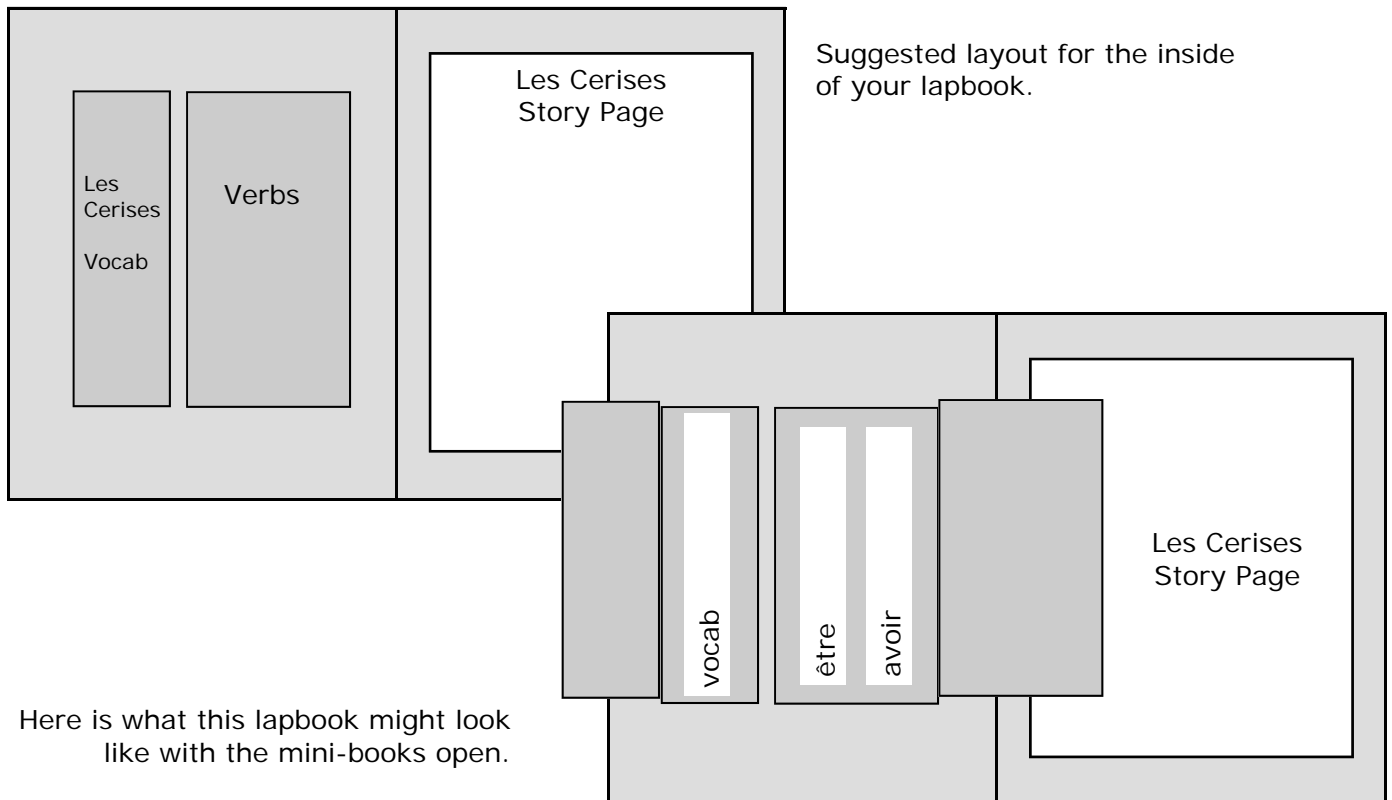 Les Cerises
Story Page
Suggested layout for the inside
of your lapbook.
Les
Cerises
Vocab
Verbs
vocab
être
avoir
Les Cerises
Story Page
Here is what this lapbook might look
like with the mini-books open.